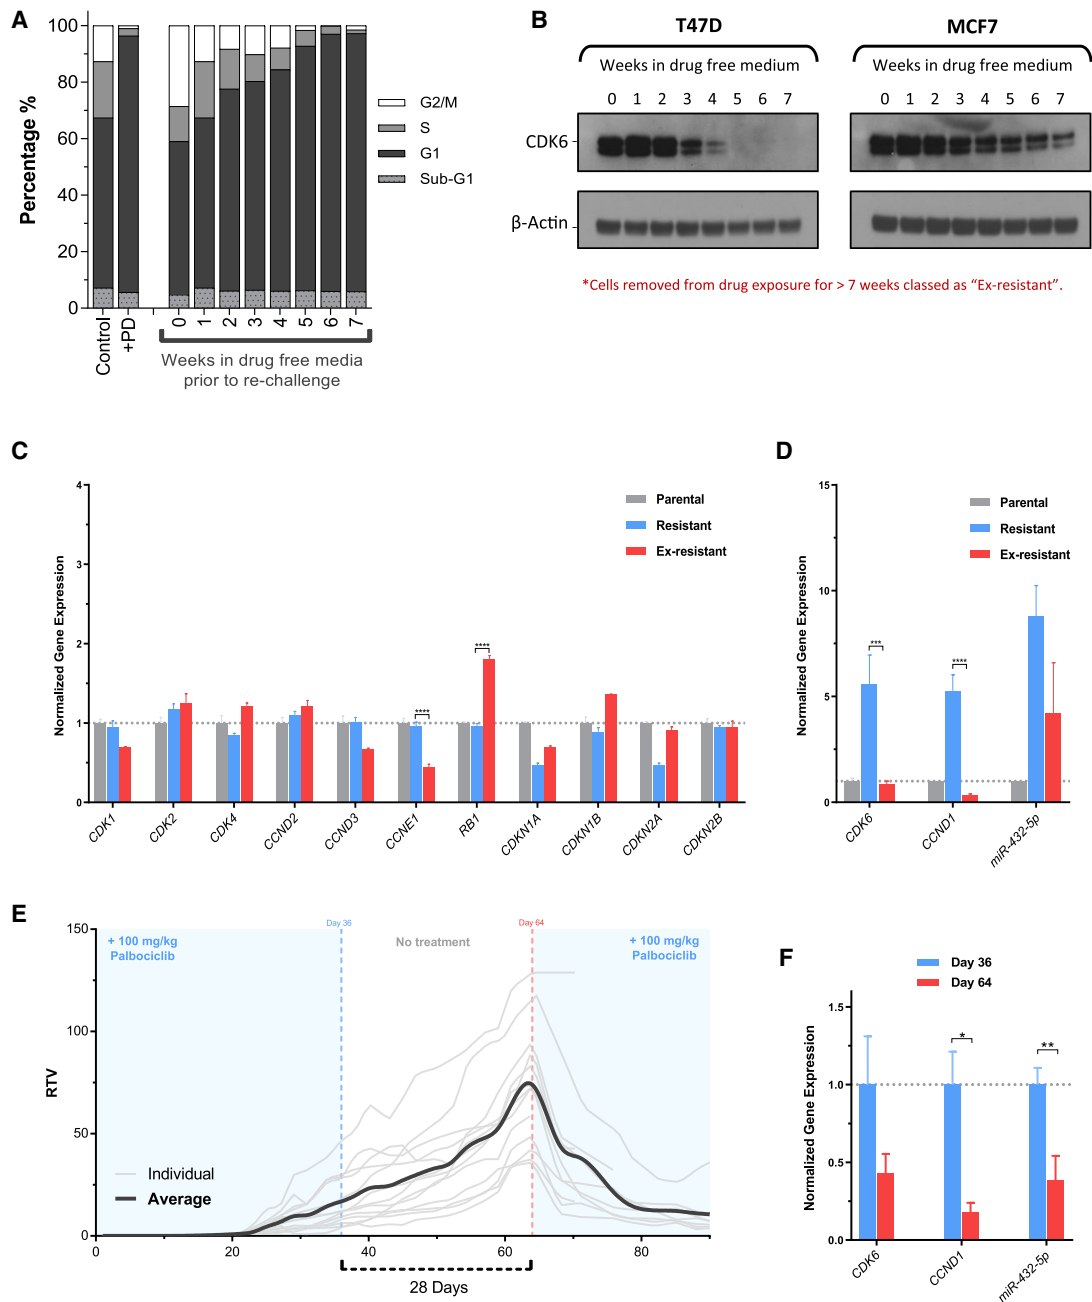 A
Percentage %
100
80
60
40
20
0
Control
+PD
0 1 2 3 4 5 6 7
Weeks in drug free media
prior to re-challenge
G2/M
S
G1
Sub-G1
B
T47D
MCF7
Weeks in drug free medium
Weeks in drug free medium
0 1 2 3 4 5 6 7
0 1 2 3 4 5 6 7
CDK6
β-Actin
*Cells removed from drug exposure for > 7 weeks classed as “Ex-resistant”.
C
Normalized Gene Expression
4
3
2
1
0
Parental
Resistant
Ex-resistant
****
****
CDK1
CDK2
CDK4
CCND2
CCND3
CCNE1
RB1
CDKN1A
CDKN1B
CDKN2A
CDKN2B
D
Normalized Gene Expression
15
10
5
0
Parental
Resistant
Ex-resistant
***
****
CDK6
CCND1
miR-432-5p
E
RTV
150
100
50
0
Day 36
Day 64
+ 100 mg/kg
Palbociclib
No treatment
+ 100 mg/kg
Palbociclib
Individual
Average
0 20 40 60 80
28 Days
F
Day 36
Day 64
Normalized Gene Expression
1.5
1.0
0.5
0.0
*
**
CDK6
CCND1
miR-432-5p